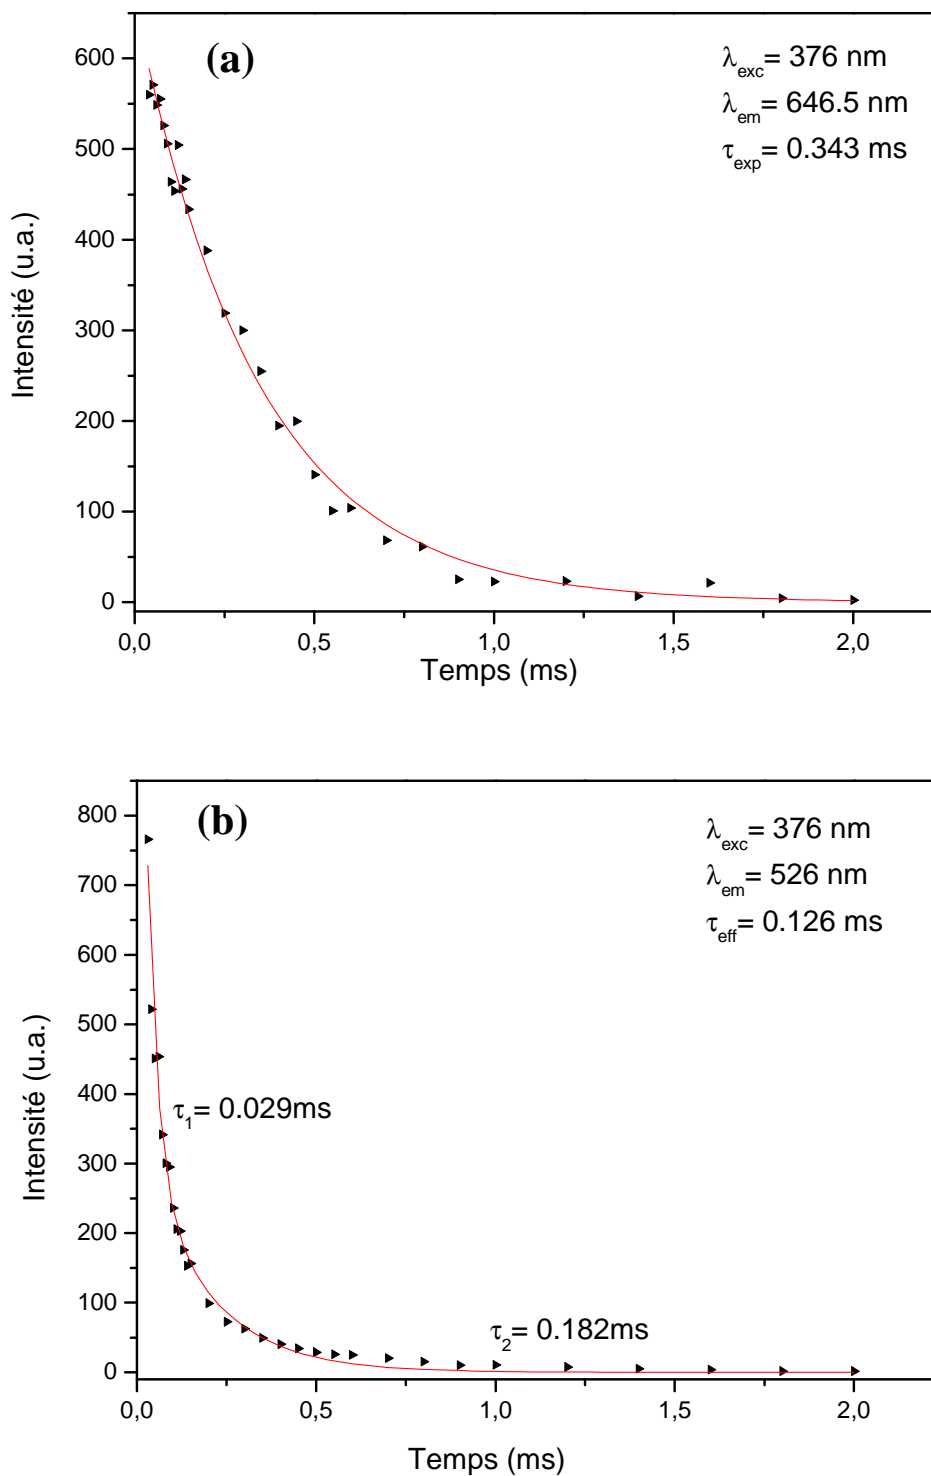 (a)
λexc= 376 nm
λem= 646.5 nm
τexp= 0.343 ms
600
500
400
300
200
100
0
Intensité (u.a.)
0,0 0,5 1,0 1,5 2,0
Temps (ms)
(b)
λexc= 376 nm
λem= 526 nm
τeff= 0.126 ms
800
700
600
500
400
300
200
100
0
Intensité (u.a.)
τ1= 0.029ms
τ2= 0.182ms
0,0 0,5 1,0 1,5 2,0
Temps (ms)